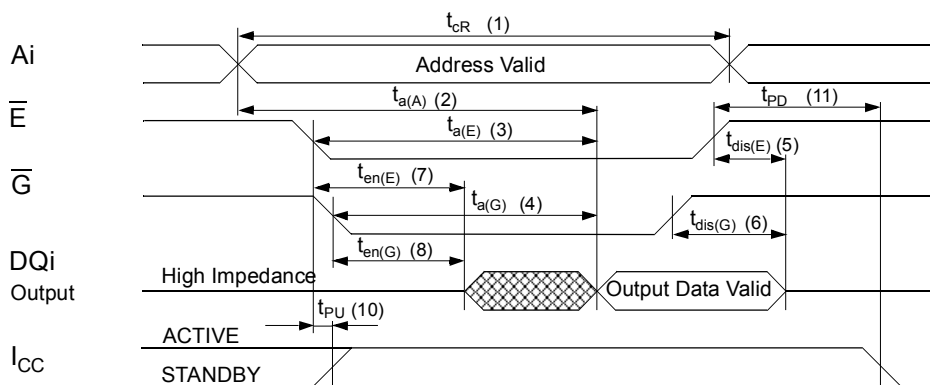 t_cR (1)
Ai
Address Valid
t_a(A) (2)
t_PD (11)
E̅
t_a(E) (3)
t_dis(E) (5)
t_en(E) (7)
G̅
t_a(G) (4)
t_dis(G) (6)
t_en(G) (8)
DQi
Output
High Impedance
Output Data Valid
t_PU (10)
ACTIVE
I_CC
STANDBY